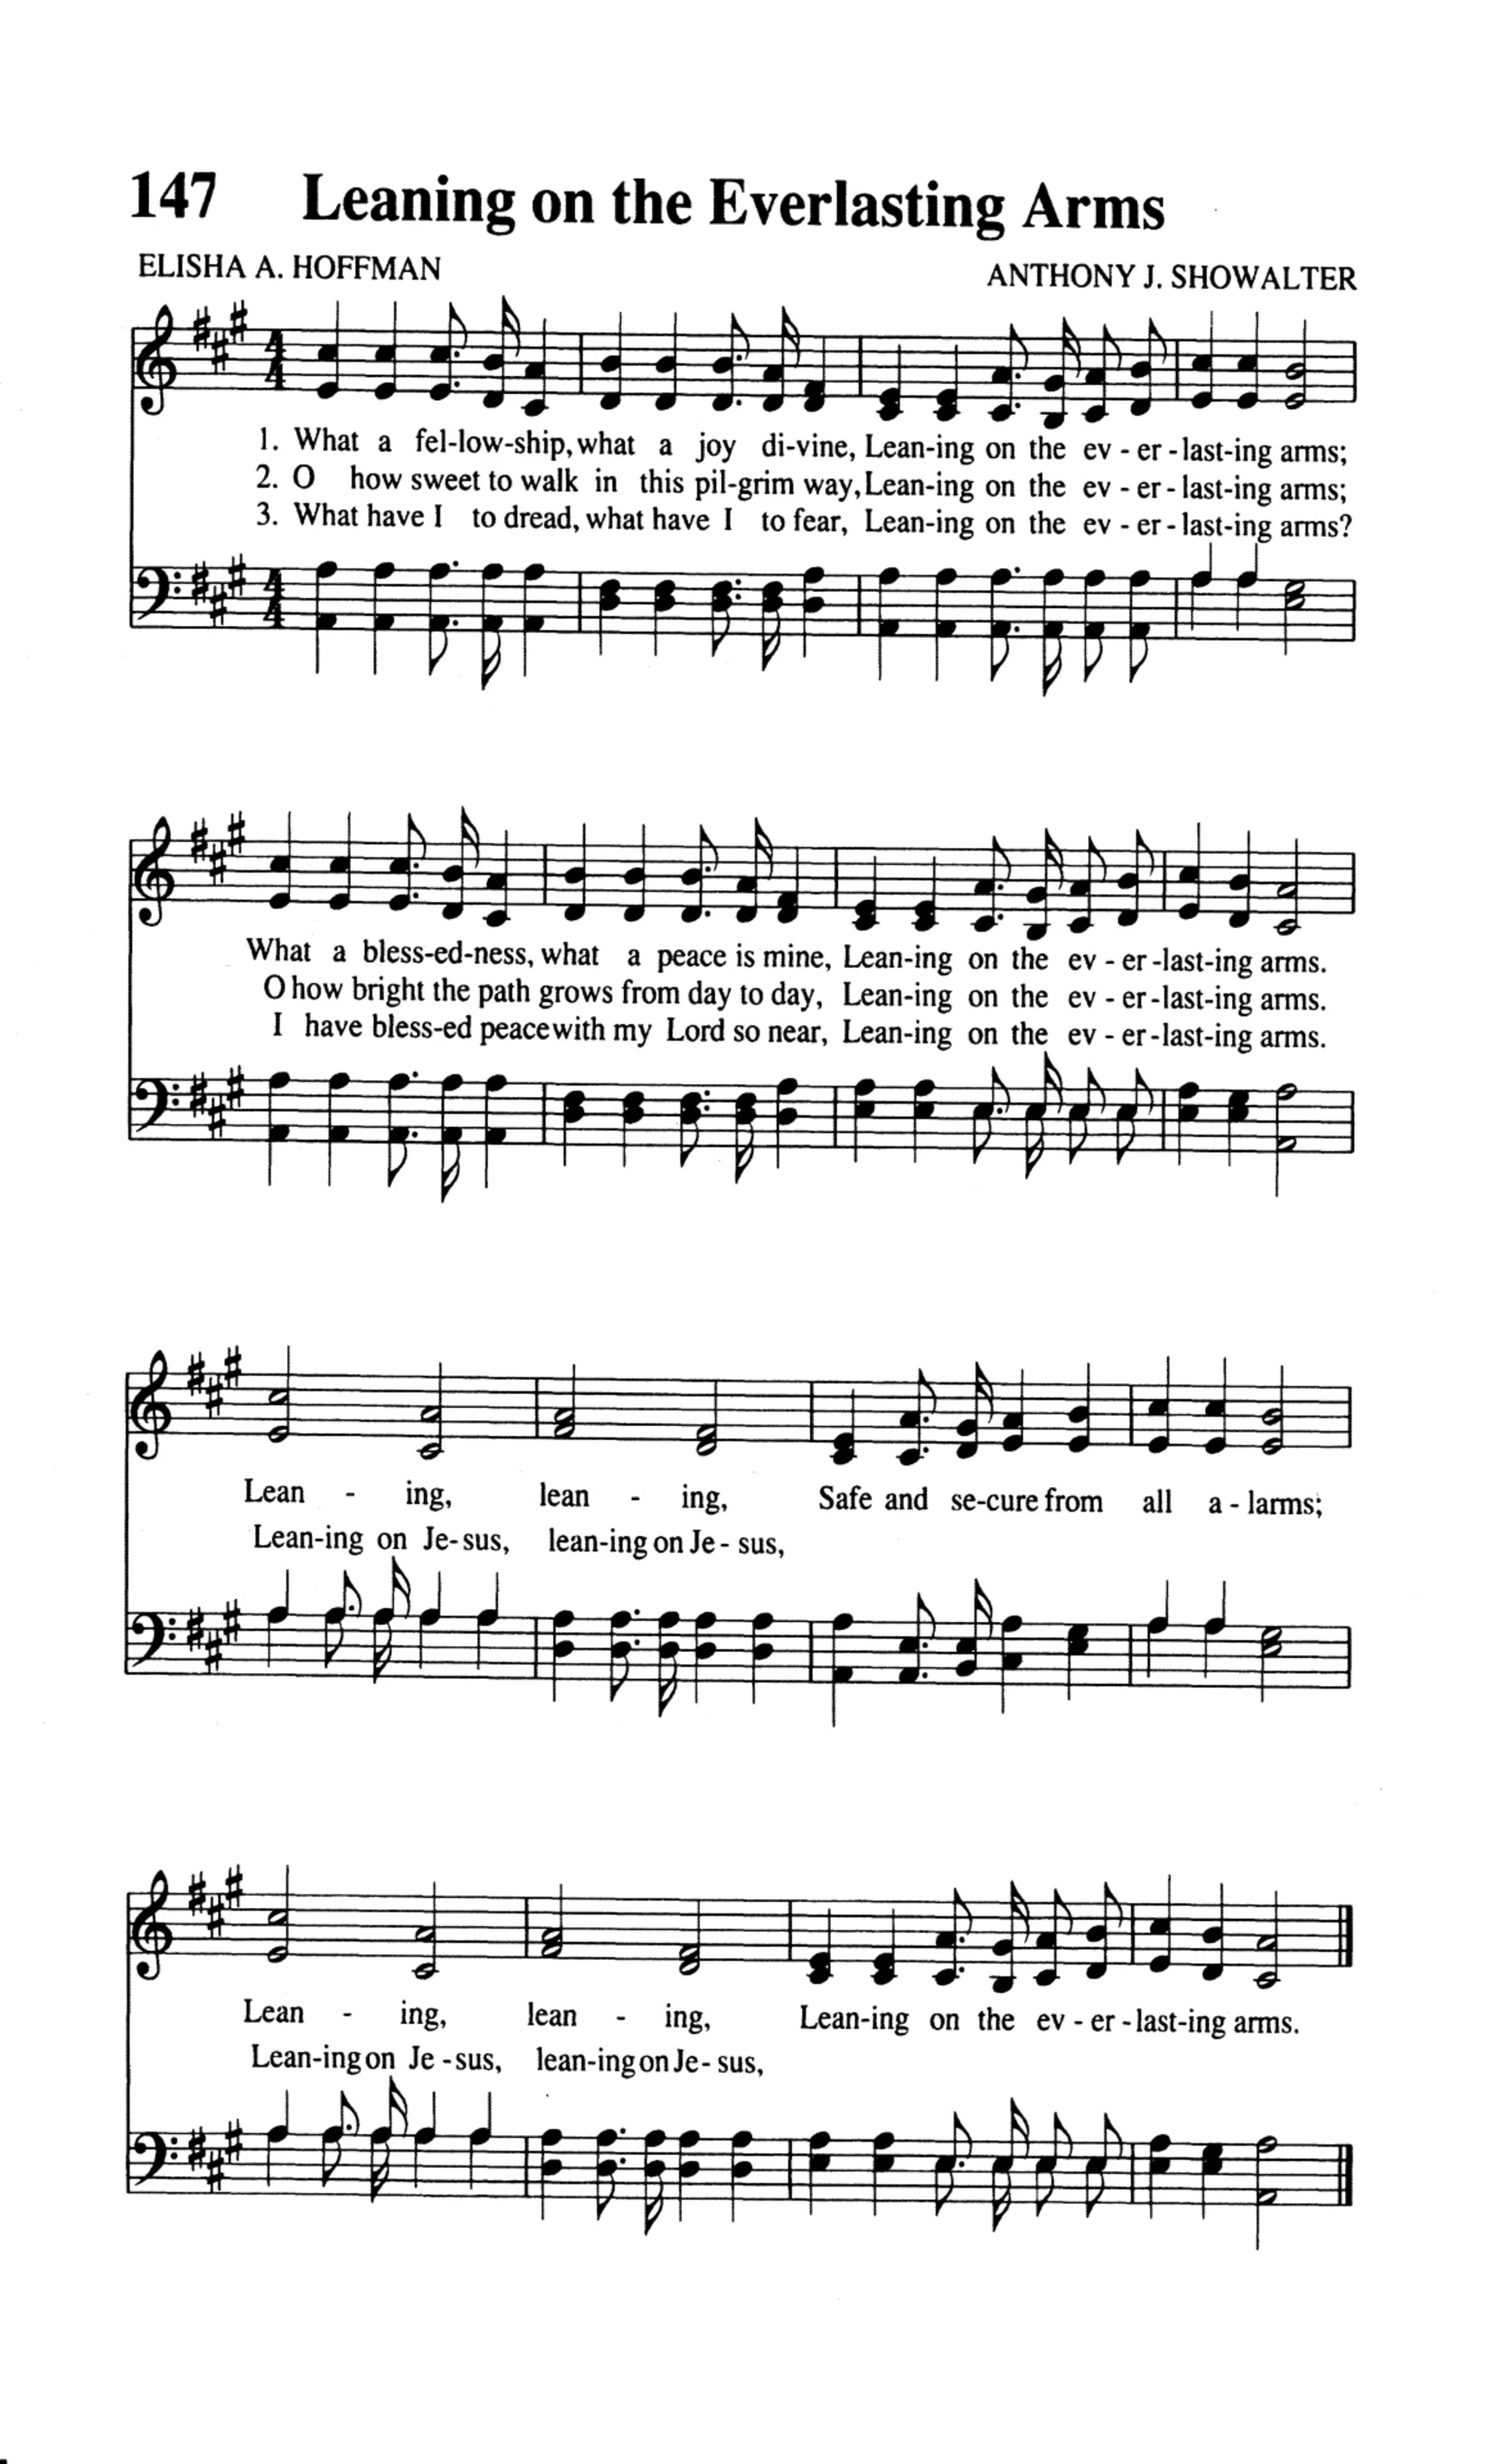 147 Leaning on the Everlasting Arms
ELISHA A. HOFFMAN ANTHONY J. SHOWALTER
1. What a fel-low-ship, what a joy di-vine, Lean-ing on the ev - er - last-ing arms;
2. O how sweet to walk in this pil-grim way, Lean-ing on the ev - er - last-ing arms;
3. What have I to dread, what have I to fear, Lean-ing on the ev - er - last-ing arms?
What a bless-ed-ness, what a peace is mine, Lean-ing on the ev - er -last-ing arms.
O how bright the path grows from day to day, Lean-ing on the ev - er -last-ing arms.
I have bless-ed peace with my Lord so near, Lean-ing on the ev - er -last-ing arms.
Lean - ing, lean - ing, Safe and se-cure from all a - larms;
Lean-ing on Je-sus, lean-ing on Je - sus,
Lean - ing, lean - ing, Lean-ing on the ev - er -last-ing arms.
Lean-ing on Je -sus, lean-ing on Je - sus,